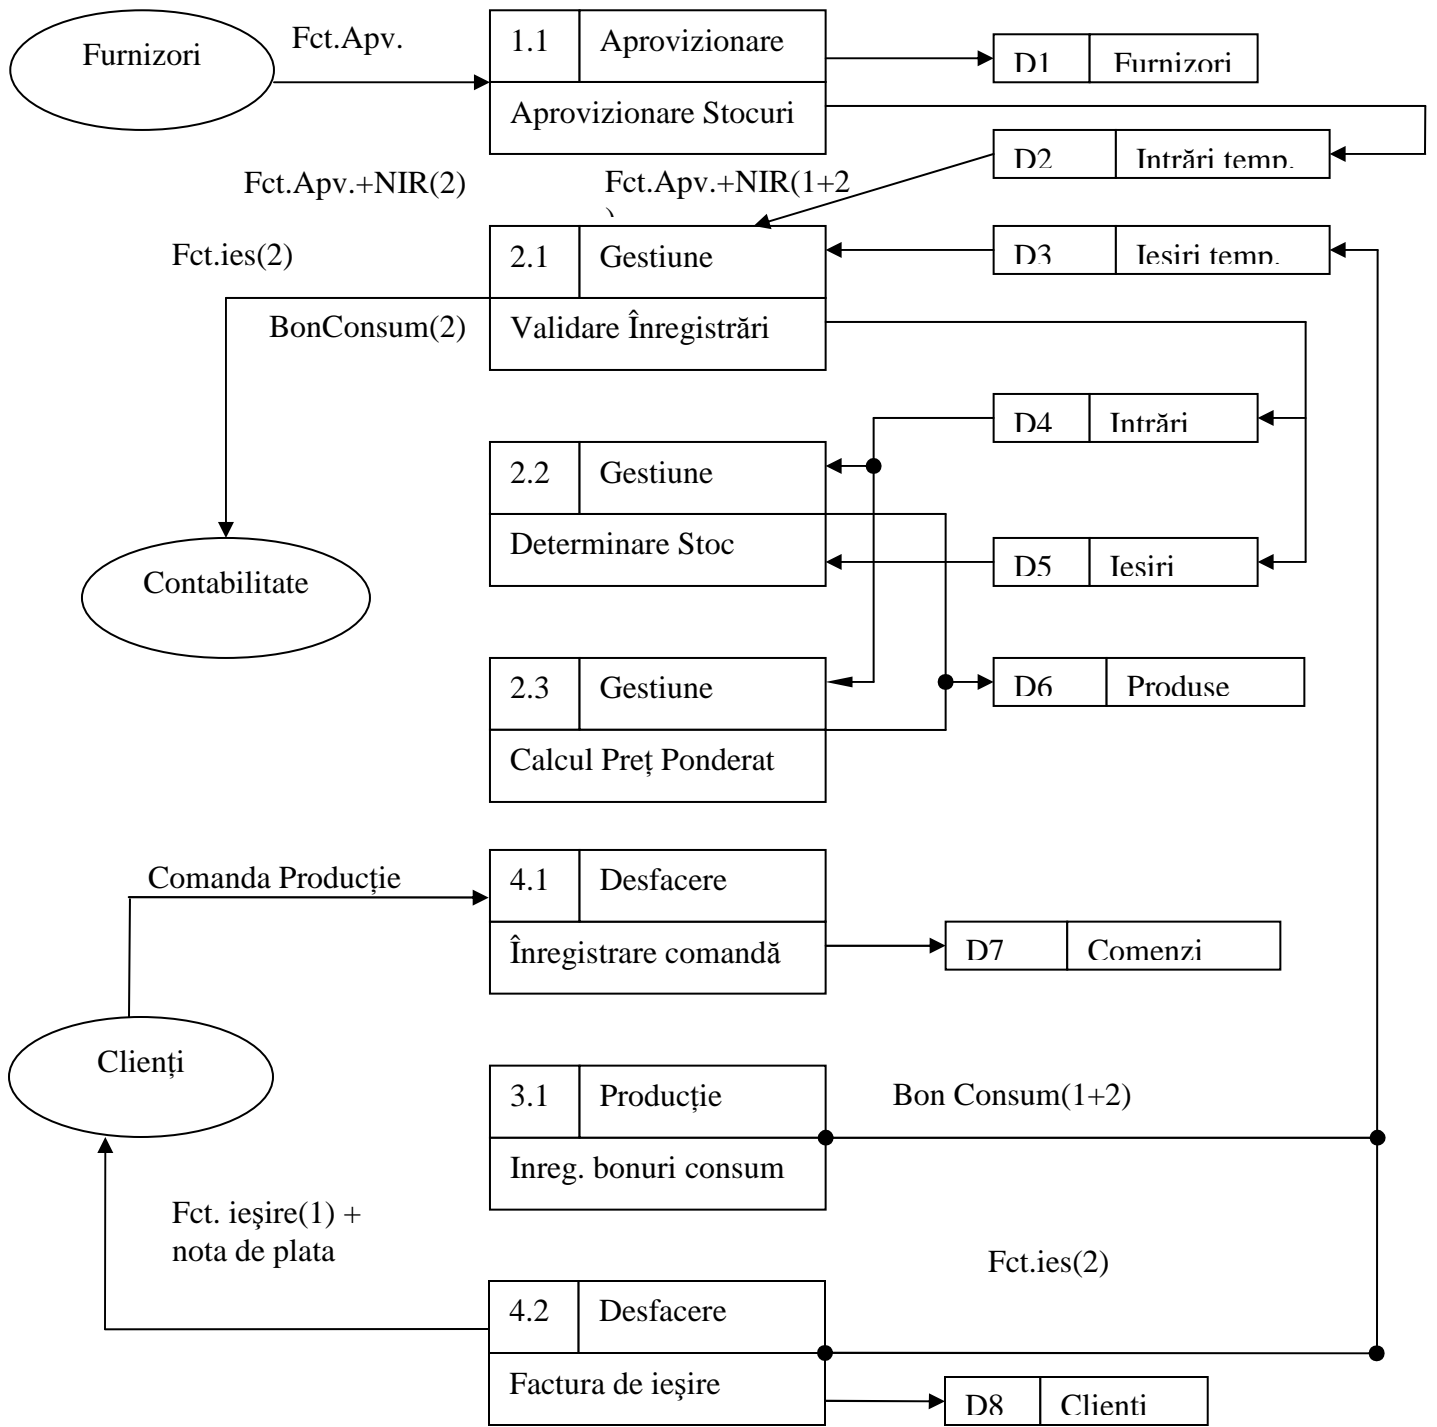 Furnizori
Fct.Apv.
1.1 Aprovizionare
Aprovizionare Stocuri
D1 Furnizori
D2 Intrări temp.
Fct.Apv.+NIR(2)
Fct.Apv.+NIR(1+2
)
Fct.ies(2)
2.1 Gestiune
D3 Iesiri temp.
BonConsum(2)
Validare Înregistrări
D4 Intrări
2.2 Gestiune
Determinare Stoc
D5 Iesiri
Contabilitate
2.3 Gestiune
D6 Produse
Calcul Preț Ponderat
Comanda Producție
4.1 Desfacere
Înregistrare comandă
D7 Comenzi
Clienți
3.1 Producție
Bon Consum(1+2)
Inreg. bonuri consum
Fct. ieşire(1) +
nota de plata
Fct.ies(2)
4.2 Desfacere
Factura de ieşire
D8 Clienti